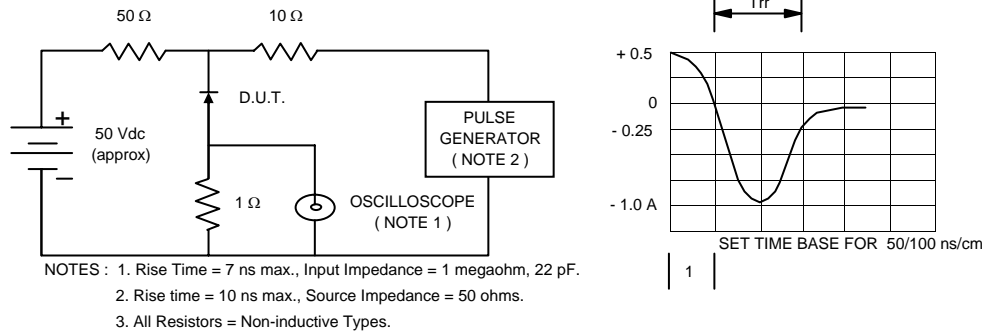 50 Ω
10 Ω
D.U.T.
+
50 Vdc
(approx)
−
1 Ω
OSCILLOSCOPE
( NOTE 1 )
PULSE
GENERATOR
( NOTE 2 )
Trr
+ 0.5
0
- 0.25
- 1.0 A
SET TIME BASE FOR 50/100 ns/cm
1
NOTES : 1. Rise Time = 7 ns max., Input Impedance = 1 megaohm, 22 pF.
2. Rise time = 10 ns max., Source Impedance = 50 ohms.
3. All Resistors = Non-inductive Types.